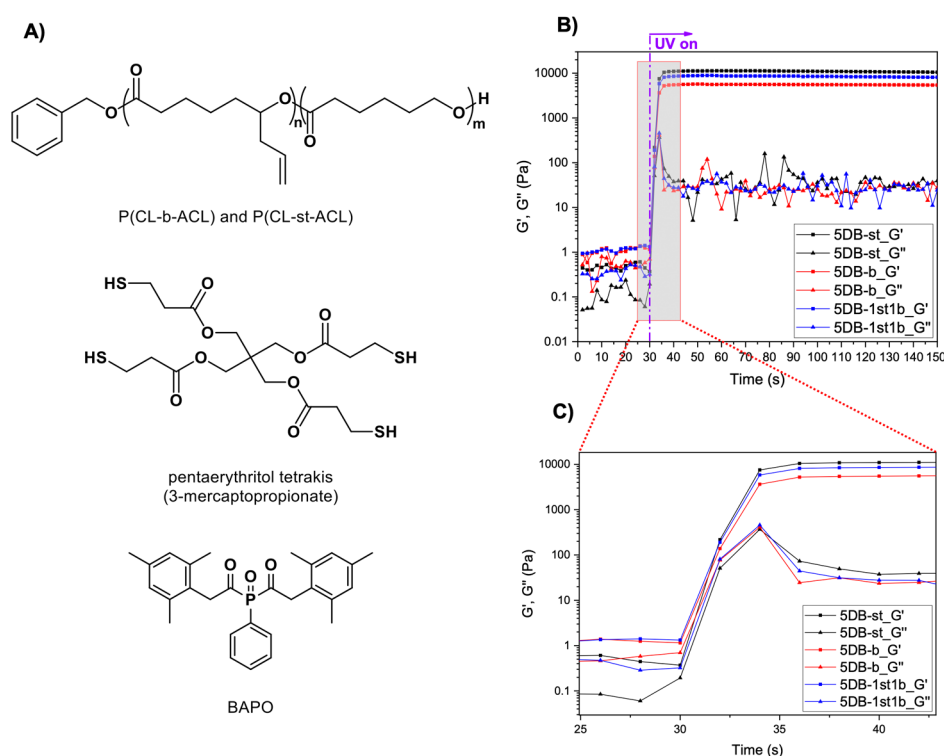 A)
O
O
O
n
O
O
H
m
P(CL-b-ACL) and P(CL-st-ACL)
HS
O
O
HS
O
O
O
O
SH
O
O
SH
pentaerythritol tetrakis
(3-mercaptopropionate)
O
O
O
P
BAPO
B)
UV on
G', G'' (Pa)
10000
1000
100
10
1
0.1
0.01
0 10 20 30 40 50 60 70 80 90 100 110 120 130 140 150
Time (s)
5DB-st_G'
5DB-st_G''
5DB-b_G'
5DB-b_G''
5DB-1st1b_G'
5DB-1st1b_G''
C)
G', G'' (Pa)
10000
1000
100
10
1
0.1
25 30 35 40
Time (s)
5DB-st_G'
5DB-st_G''
5DB-b_G'
5DB-b_G''
5DB-1st1b_G'
5DB-1st1b_G''